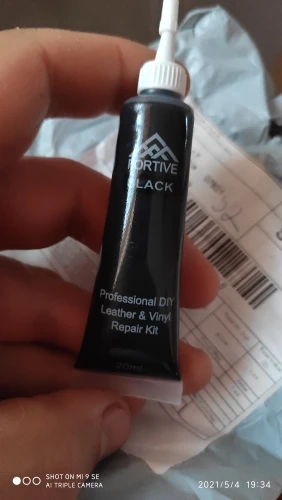 FORTIVE
BLACK
Professional DIY
Leather & Vinyl
Repair Kit
20ml
SHOT ON MI 9 SE
AI TRIPLE CAMERA
2021/5/4 19:34